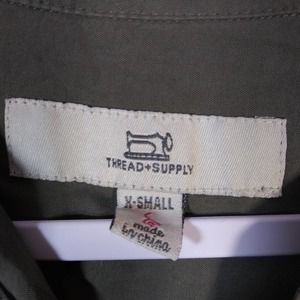 THREAD+SUPPLY
X-SMALL
made
in china